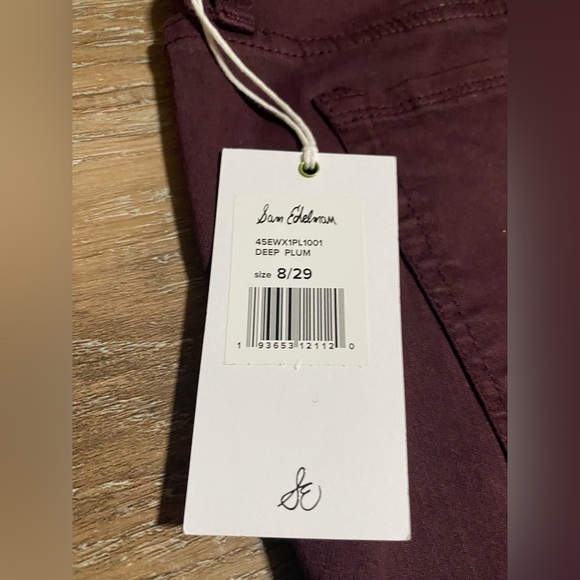 Sam Edelman
45EWX1PL1001
DEEP PLUM
size 8/29
1 93653 12112 0
SE